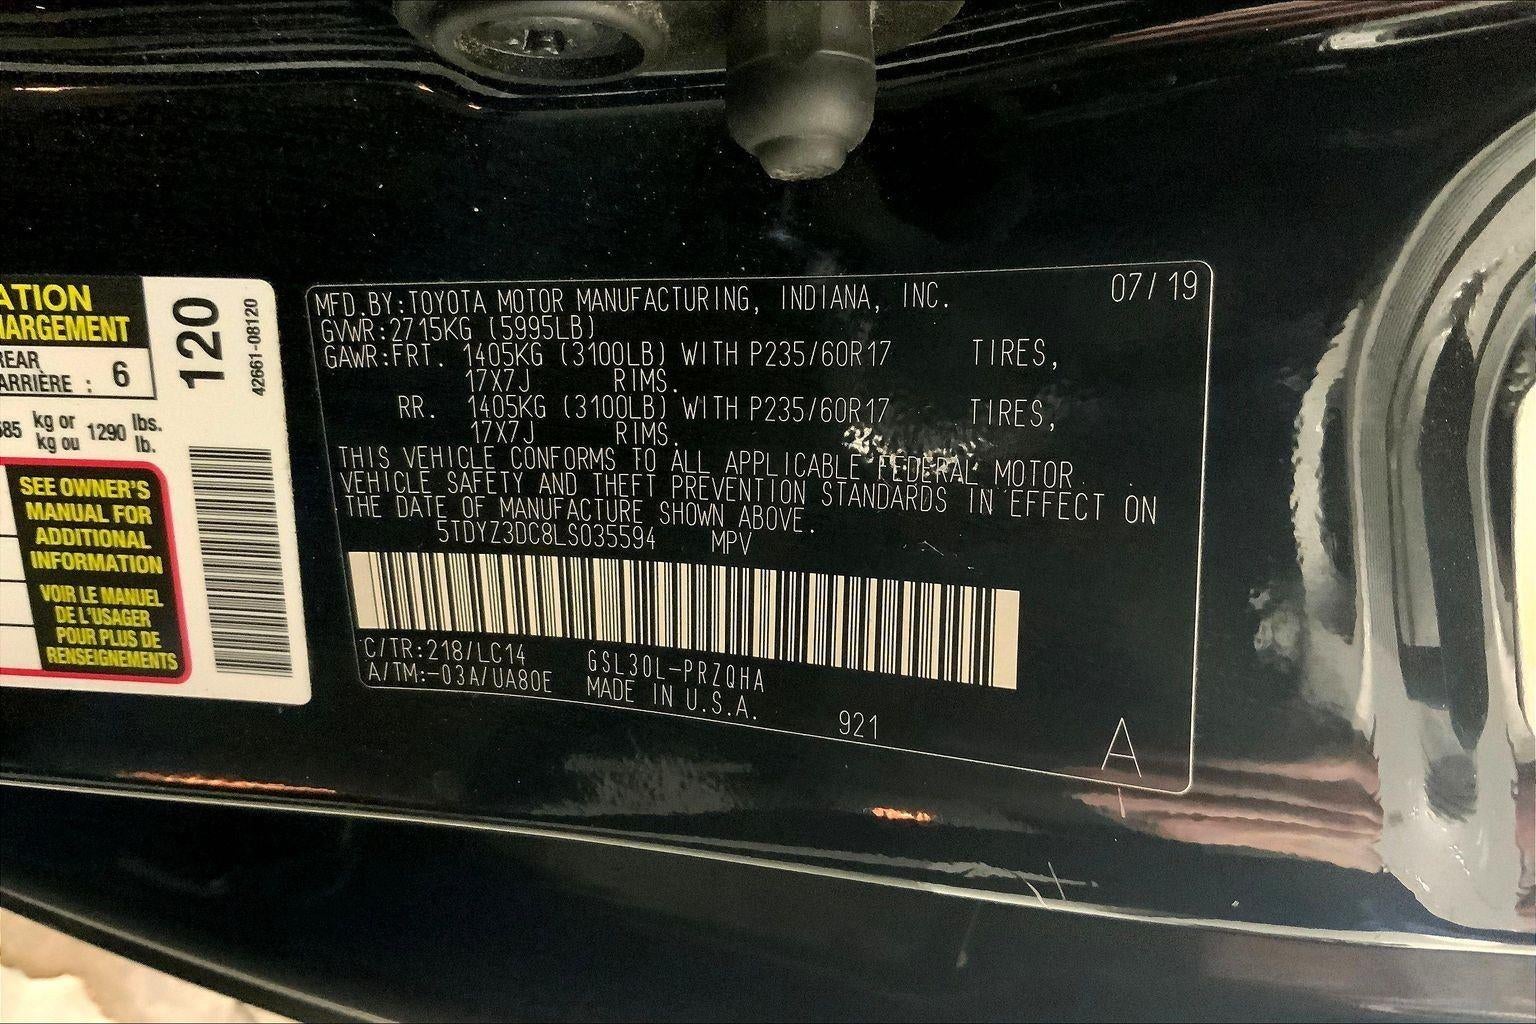 ATION
HARGEMENT
REAR
ARRIÈRE : 6
kg or 1290 lbs.
kg ou lb.
SEE OWNER'S
MANUAL FOR
ADDITIONAL
INFORMATION
VOIR LE MANUEL
DE L'USAGER
POUR PLUS DE
RENSEIGNEMENTS
120
42661-08120
MFD.BY:TOYOTA MOTOR MANUFACTURING, INDIANA, INC. 07/19
GVWR:2715KG (5995LB)
GAWR:FRT. 1405KG (3100LB) WITH P235/60R17 TIRES,
17X7J RIMS.
RR. 1405KG (3100LB) WITH P235/60R17 TIRES,
17X7J RIMS.
THIS VEHICLE CONFORMS TO ALL APPLICABLE FEDERAL MOTOR
VEHICLE SAFETY AND THEFT PREVENTION STANDARDS IN EFFECT ON
THE DATE OF MANUFACTURE SHOWN ABOVE.
5TDYZ3DC8LS035594 MPV
C/TR:218/LC14 GSL30L-PRZQHA
A/TM:-03A/UA80E MADE IN U.S.A.
921
A